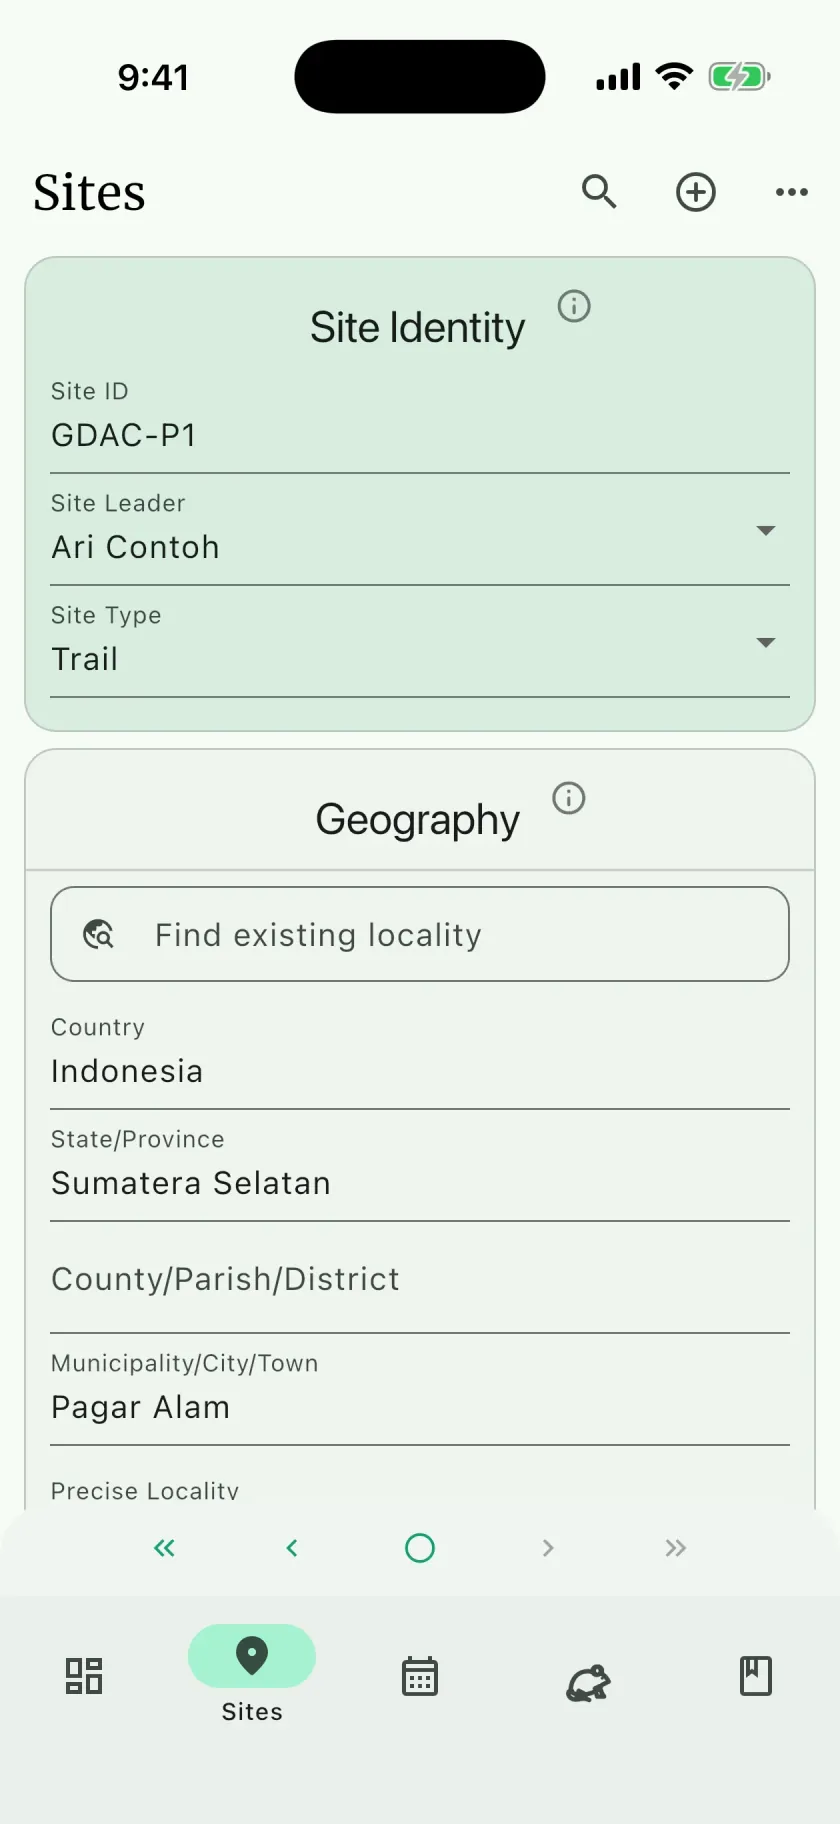 9:41
Sites
Site Identity
Site ID
GDAC-P1
Site Leader
Ari Contoh
Site Type
Trail
Geography
Find existing locality
Country
Indonesia
State/Province
Sumatera Selatan
County/Parish/District
Municipality/City/Town
Pagar Alam
Precise Locality
Sites